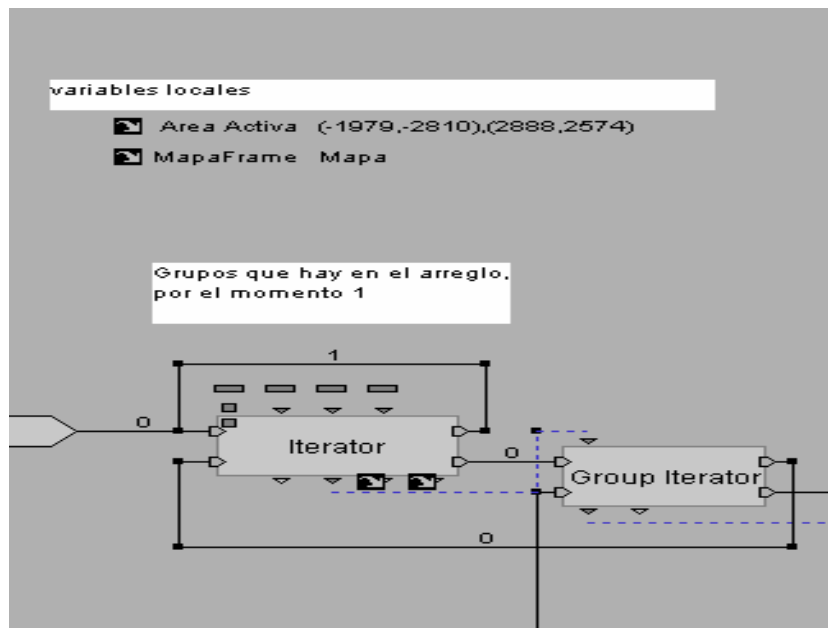 variables locales
Area Activa (-1979,-2810),(2888,2574)
MapaFrame Mapa
Grupos que hay en el arreglo,
por el momento 1
1
0
Iterator
0
Group Iterator
0